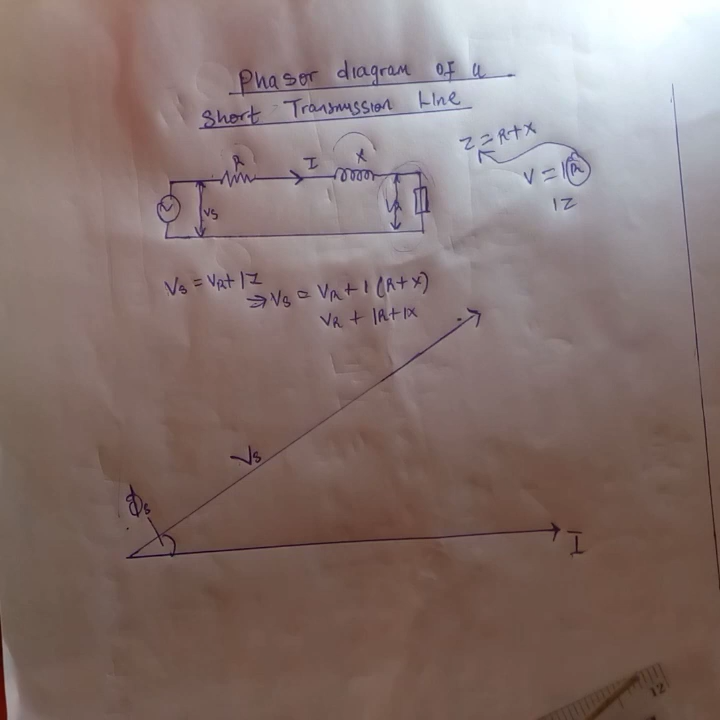 Phasor diagram of a
Short Transmission Line
R I X
Z = R+X
V = IR
IZ
Vs
VR
Vs = VR + IZ
⇒ Vs = VR + I (R+X)
VR + IR + IX
Vs
ϕs
I
12